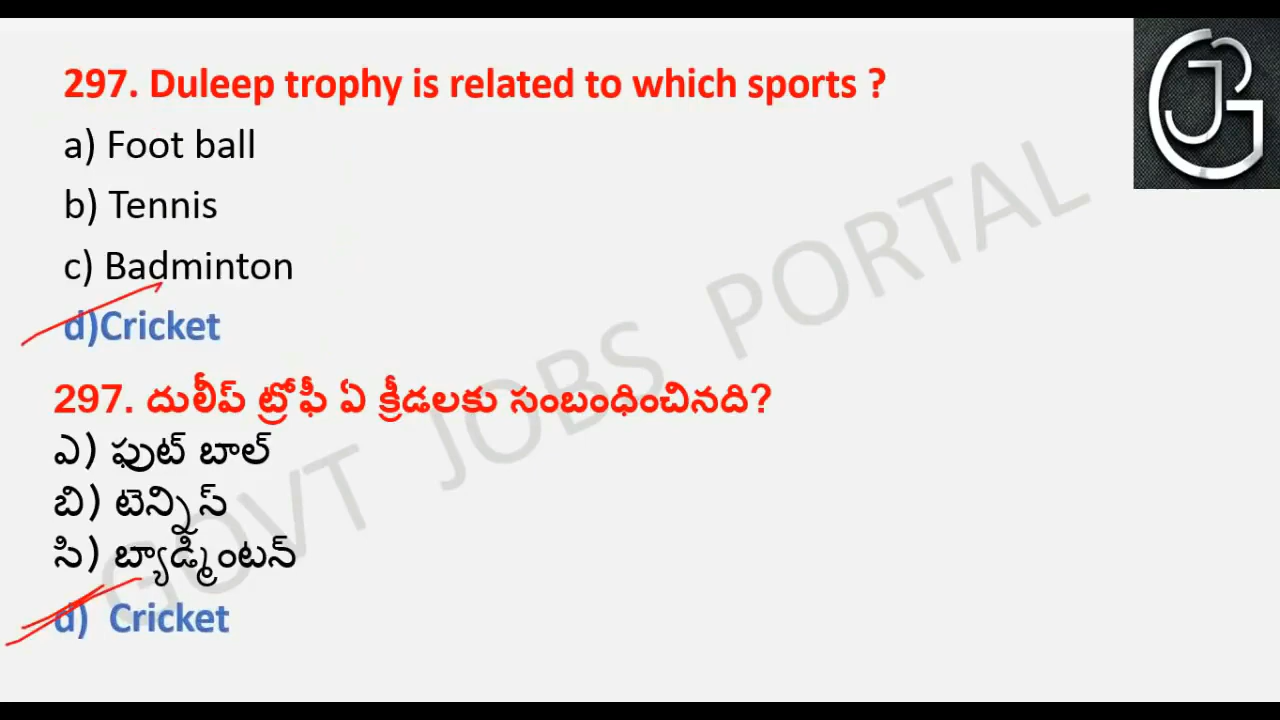 297. Duleep trophy is related to which sports ?
a) Foot ball
b) Tennis
c) Badminton
d)Cricket
297. దులీప్ ట్రోఫీ ఏ క్రీడలకు సంబంధించినది?
ఎ) ఫుట్ బాల్
బి) టెన్నిస్
సి) బ్యాడ్మింటన్
d) Cricket
GOVT JOBS PORTAL
GJ